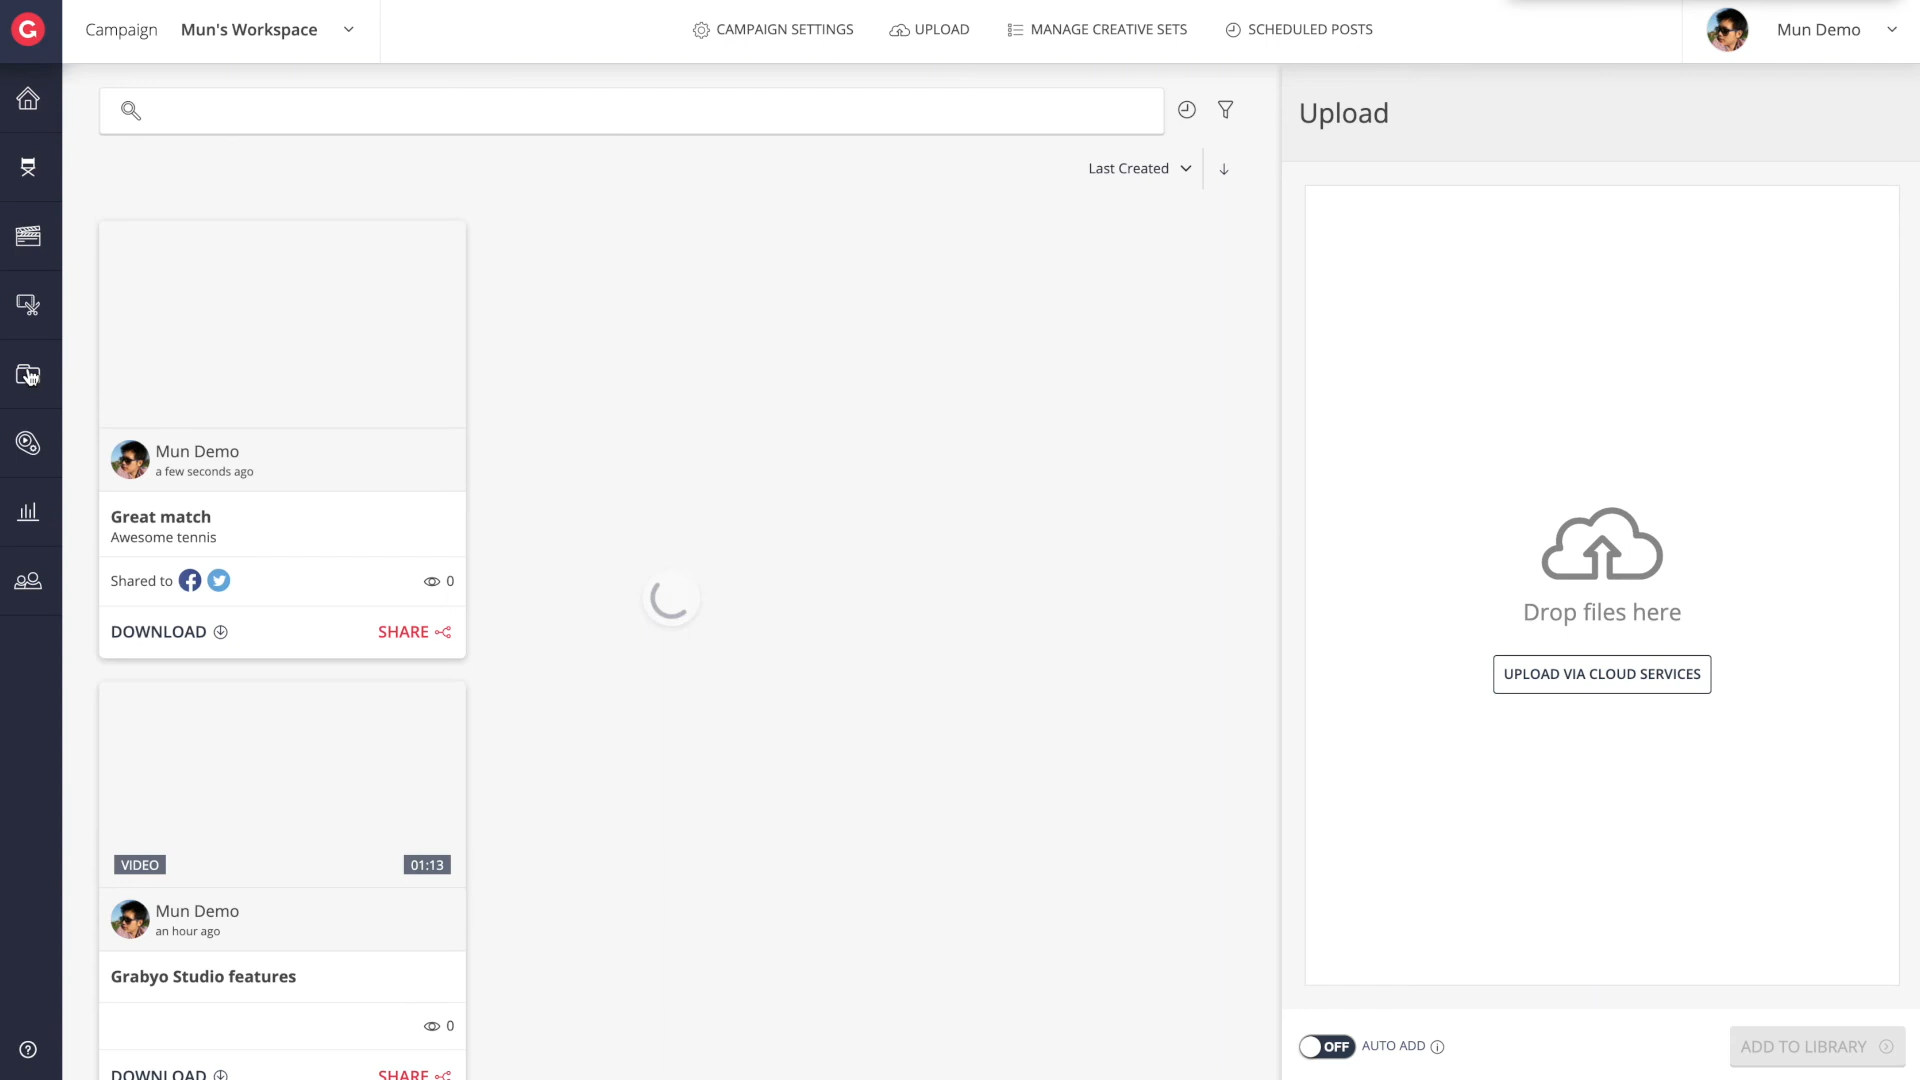 G
Campaign Mun's Workspace
CAMPAIGN SETTINGS UPLOAD MANAGE CREATIVE SETS SCHEDULED POSTS
Mun Demo
Last Created
Mun Demo
a few seconds ago
Great match
Awesome tennis
Shared to 0
DOWNLOAD SHARE
VIDEO 01:13
Mun Demo
an hour ago
Grabyo Studio features
0
DOWNLOAD SHARE
Upload
Drop files here
UPLOAD VIA CLOUD SERVICES
OFF AUTO ADD
ADD TO LIBRARY